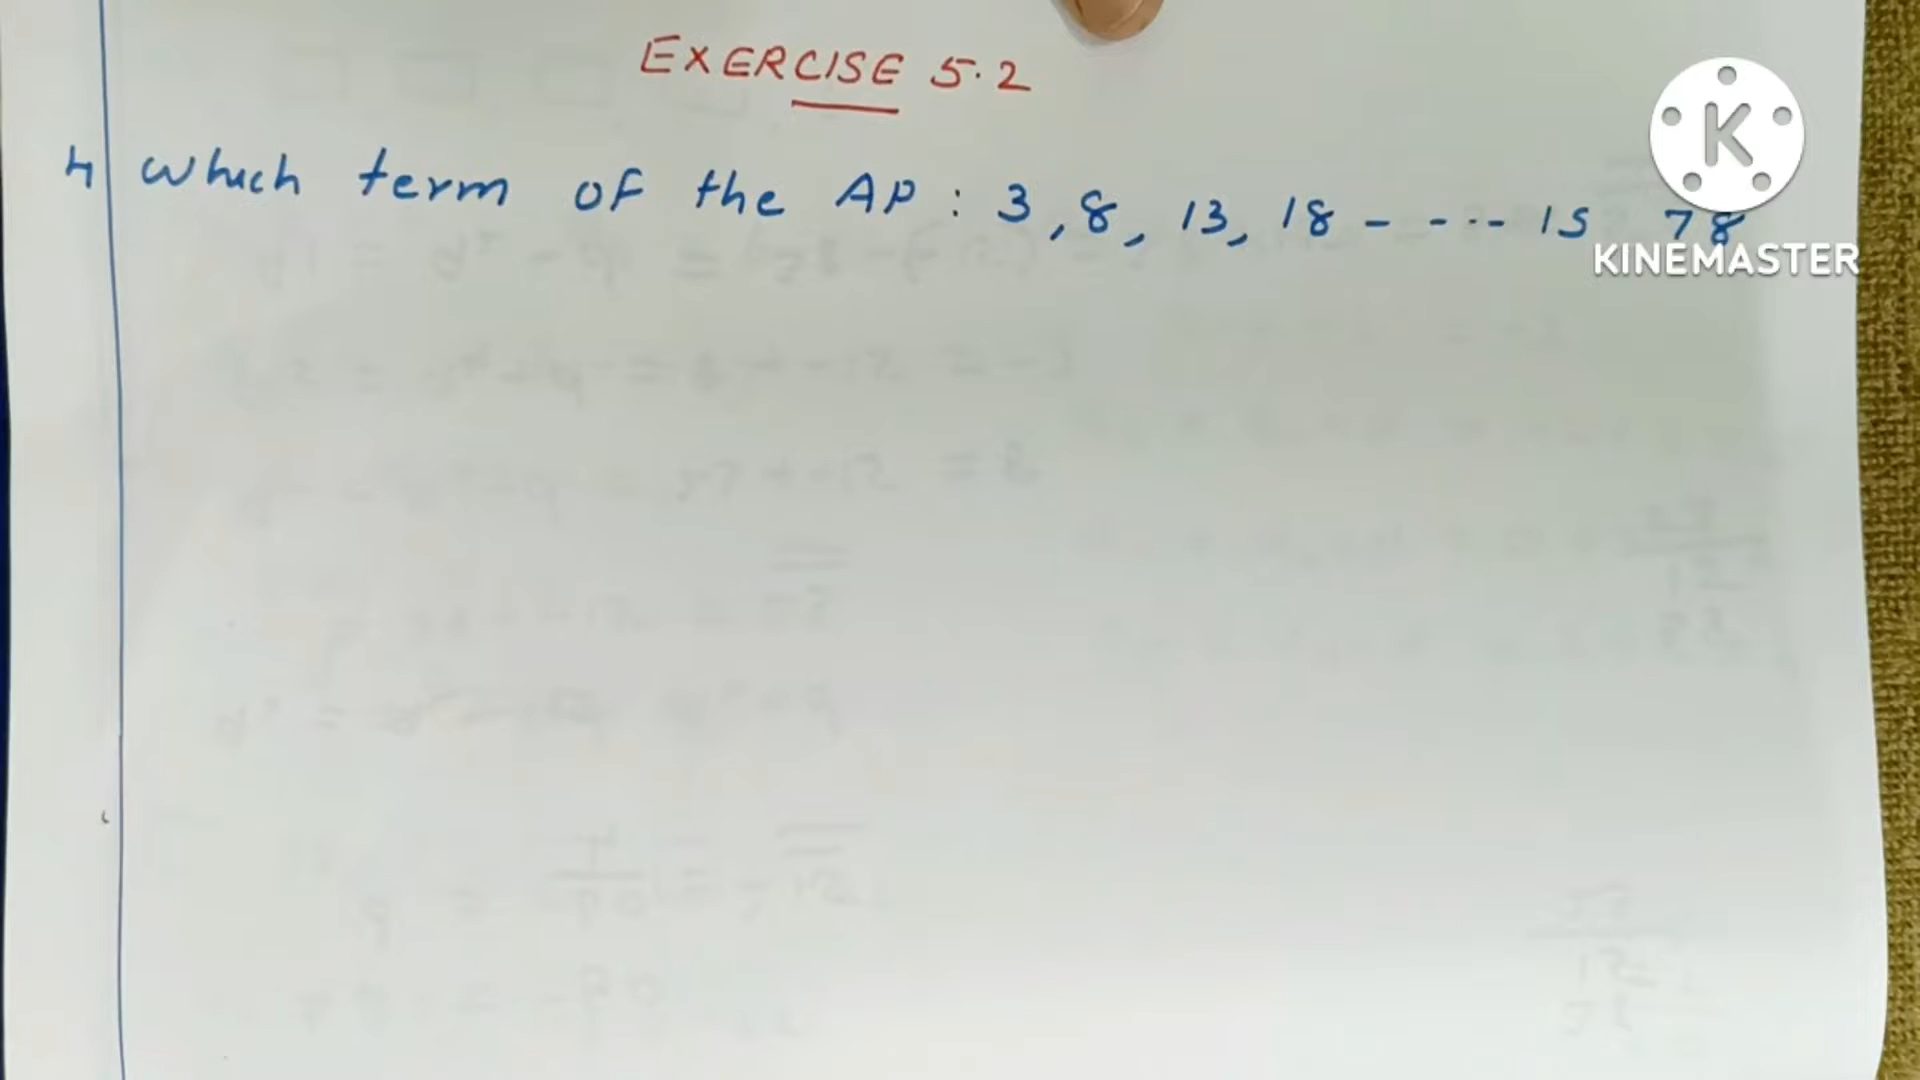 EXERCISE 5.2
4 which term of the AP : 3, 8, 13, 18 - - ·· - is 78
K
KINEMASTER